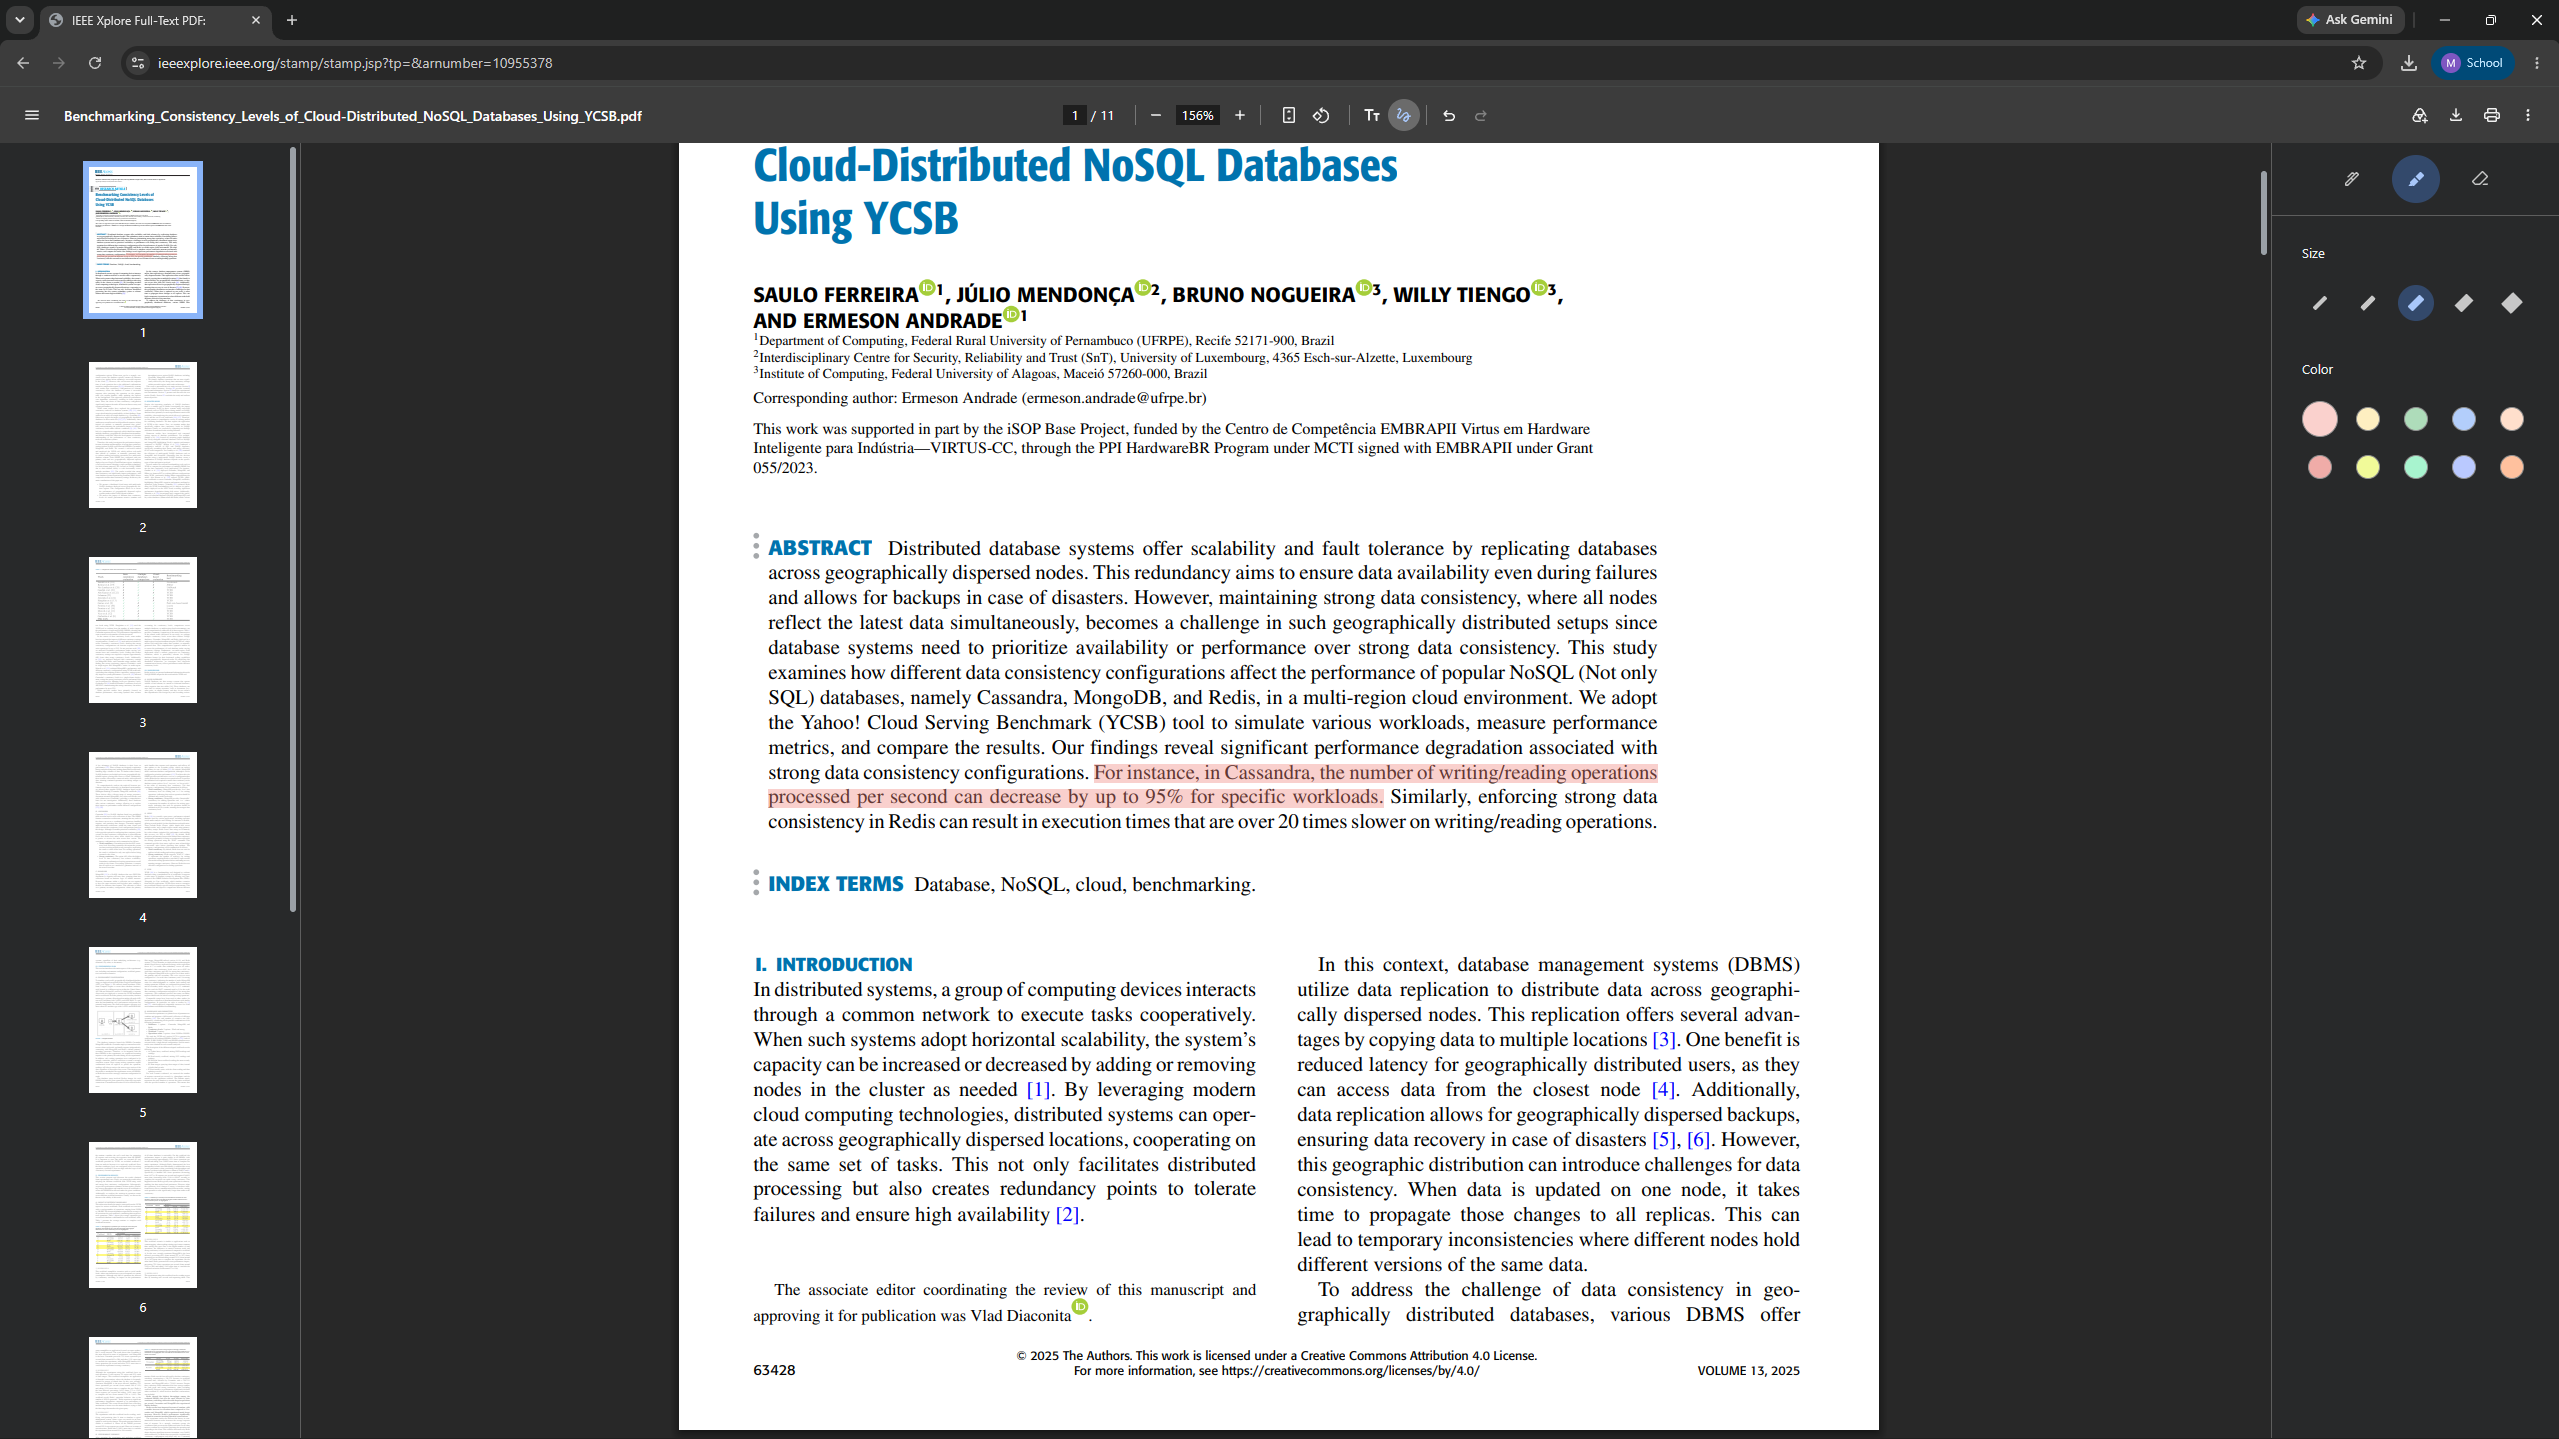 IEEE Xplore Full-Text PDF:
Ask Gemini
ieeexplore.ieee.org/stamp/stamp.jsp?tp=&arnumber=10955378
M School
Benchmarking_Consistency_Levels_of_Cloud-Distributed_NoSQL_Databases_Using_YCSB.pdf
1 / 11
156%
Tт
1
2
3
4
5
6
Cloud-Distributed NoSQL Databases
Using YCSB
SAULO FERREIRA iD 1, JÚLIO MENDONÇA iD 2, BRUNO NOGUEIRA iD 3, WILLY TIENGO iD 3,
AND ERMESON ANDRADE iD 1
1Department of Computing, Federal Rural University of Pernambuco (UFRPE), Recife 52171-900, Brazil
2Interdisciplinary Centre for Security, Reliability and Trust (SnT), University of Luxembourg, 4365 Esch-sur-Alzette, Luxembourg
3Institute of Computing, Federal University of Alagoas, Maceió 57260-000, Brazil
Corresponding author: Ermeson Andrade (ermeson.andrade@ufrpe.br)
This work was supported in part by the iSOP Base Project, funded by the Centro de Competência EMBRAPII Virtus em Hardware
Inteligente para Indústria—VIRTUS-CC, through the PPI HardwareBR Program under MCTI signed with EMBRAPII under Grant
055/2023.
ABSTRACT Distributed database systems offer scalability and fault tolerance by replicating databases
across geographically dispersed nodes. This redundancy aims to ensure data availability even during failures
and allows for backups in case of disasters. However, maintaining strong data consistency, where all nodes
reflect the latest data simultaneously, becomes a challenge in such geographically distributed setups since
database systems need to prioritize availability or performance over strong data consistency. This study
examines how different data consistency configurations affect the performance of popular NoSQL (Not only
SQL) databases, namely Cassandra, MongoDB, and Redis, in a multi-region cloud environment. We adopt
the Yahoo! Cloud Serving Benchmark (YCSB) tool to simulate various workloads, measure performance
metrics, and compare the results. Our findings reveal significant performance degradation associated with
strong data consistency configurations. For instance, in Cassandra, the number of writing/reading operations
processed per second can decrease by up to 95% for specific workloads. Similarly, enforcing strong data
consistency in Redis can result in execution times that are over 20 times slower on writing/reading operations.
INDEX TERMS Database, NoSQL, cloud, benchmarking.
I. INTRODUCTION
In distributed systems, a group of computing devices interacts
through a common network to execute tasks cooperatively.
When such systems adopt horizontal scalability, the system's
capacity can be increased or decreased by adding or removing
nodes in the cluster as needed [1]. By leveraging modern
cloud computing technologies, distributed systems can oper-
ate across geographically dispersed locations, cooperating on
the same set of tasks. This not only facilitates distributed
processing but also creates redundancy points to tolerate
failures and ensure high availability [2].
The associate editor coordinating the review of this manuscript and
approving it for publication was Vlad Diaconita iD .
In this context, database management systems (DBMS)
utilize data replication to distribute data across geographi-
cally dispersed nodes. This replication offers several advan-
tages by copying data to multiple locations [3]. One benefit is
reduced latency for geographically distributed users, as they
can access data from the closest node [4]. Additionally,
data replication allows for geographically dispersed backups,
ensuring data recovery in case of disasters [5], [6]. However,
this geographic distribution can introduce challenges for data
consistency. When data is updated on one node, it takes
time to propagate those changes to all replicas. This can
lead to temporary inconsistencies where different nodes hold
different versions of the same data.
To address the challenge of data consistency in geo-
graphically distributed databases, various DBMS offer
© 2025 The Authors. This work is licensed under a Creative Commons Attribution 4.0 License.
63428
For more information, see https://creativecommons.org/licenses/by/4.0/
VOLUME 13, 2025
Size
Color